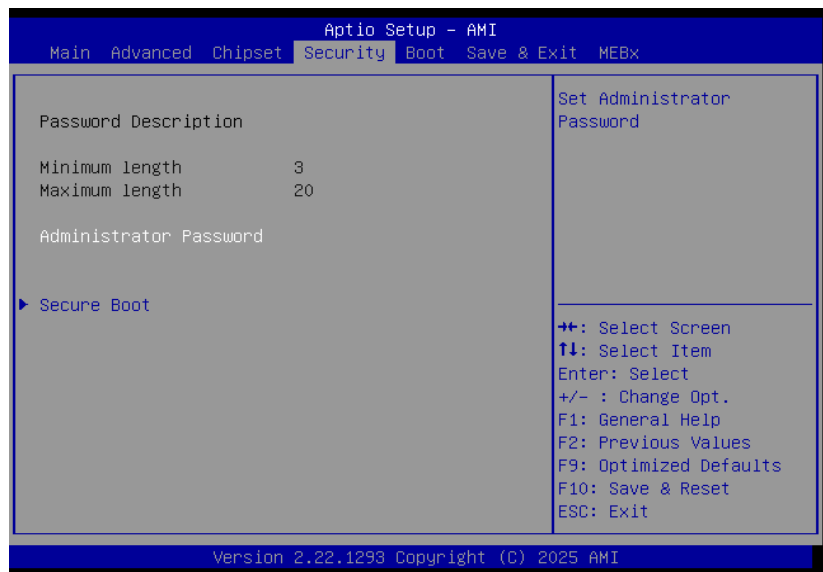 Aptio Setup – AMI
Main Advanced Chipset Security Boot Save & Exit MEBx
Password Description
Minimum length 3
Maximum length 20
Administrator Password
Secure Boot
Set Administrator
Password
→←: Select Screen
↑↓: Select Item
Enter: Select
+/- : Change Opt.
F1: General Help
F2: Previous Values
F9: Optimized Defaults
F10: Save & Reset
ESC: Exit
Version 2.22.1293 Copyright (C) 2025 AMI